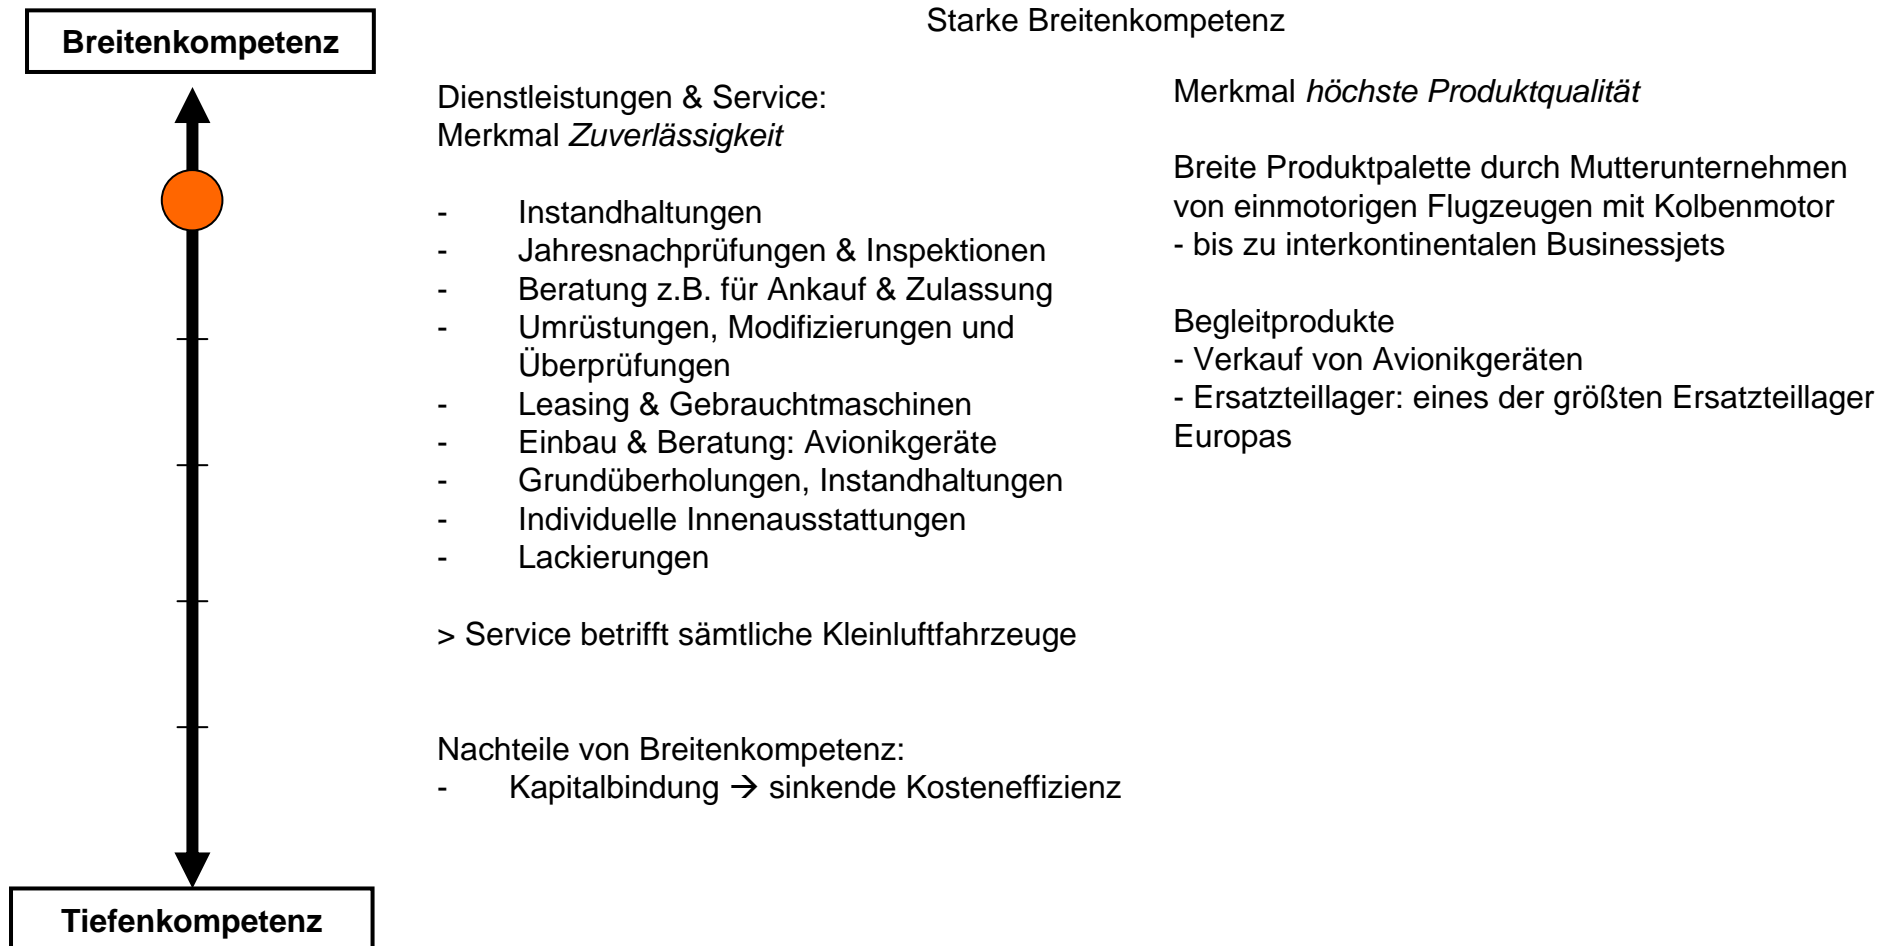 Breitenkompetenz
Starke Breitenkompetenz
Dienstleistungen & Service:
Merkmal Zuverlässigkeit
- Instandhaltungen
- Jahresnachprüfungen & Inspektionen
- Beratung z.B. für Ankauf & Zulassung
- Umrüstungen, Modifizierungen und
Überprüfungen
- Leasing & Gebrauchtmaschinen
- Einbau & Beratung: Avionikgeräte
- Grundüberholungen, Instandhaltungen
- Individuelle Innenausstattungen
- Lackierungen
> Service betrifft sämtliche Kleinluftfahrzeuge
Nachteile von Breitenkompetenz:
- Kapitalbindung → sinkende Kosteneffizienz
Merkmal höchste Produktqualität
Breite Produktpalette durch Mutterunternehmen
von einmotorigen Flugzeugen mit Kolbenmotor
- bis zu interkontinentalen Businessjets
Begleitprodukte
- Verkauf von Avionikgeräten
- Ersatzteillager: eines der größten Ersatzteillager
Europas
Tiefenkompetenz